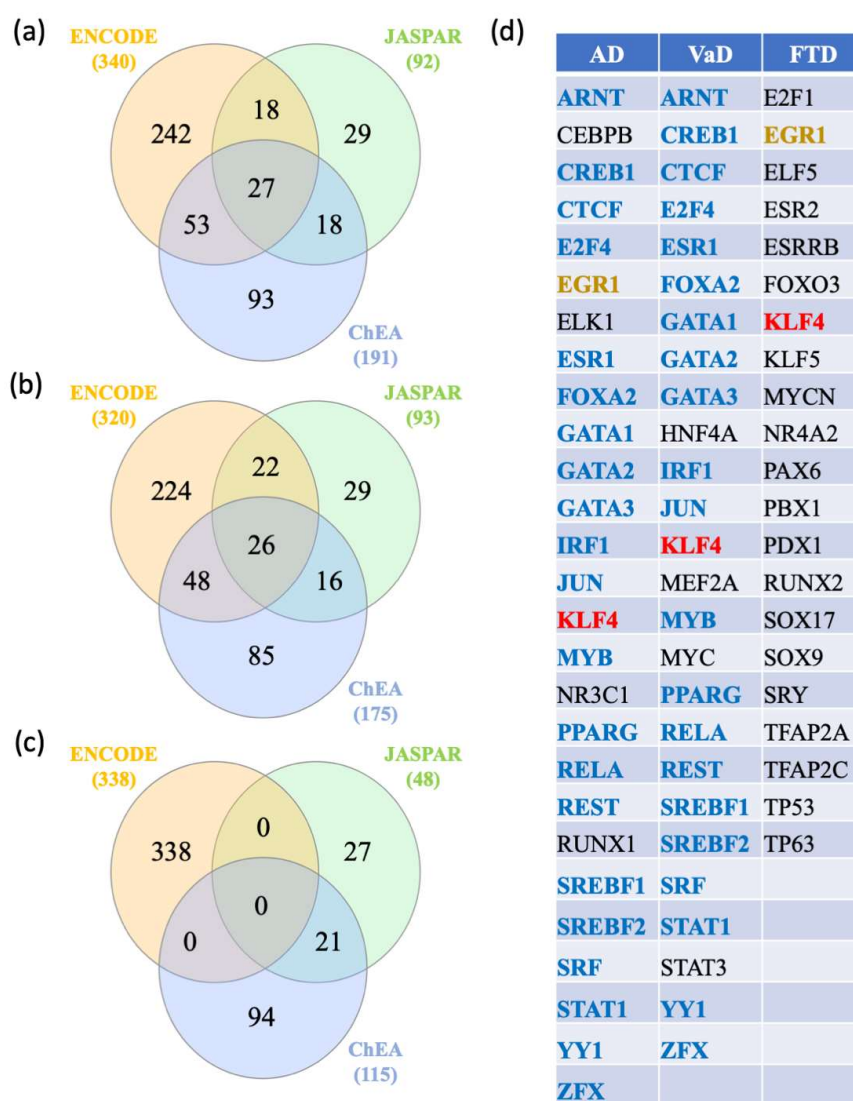 (a)
ENCODE
(340)
JASPAR
(92)
18
242
29
27
53
18
93
ChEA
(191)
(b)
ENCODE
(320)
JASPAR
(93)
22
224
29
26
48
16
85
ChEA
(175)
(c)
ENCODE
(338)
JASPAR
(48)
0
338
27
0
0
21
94
ChEA
(115)
(d)
AD VaD FTD
ARNT ARNT E2F1
CEBPB CREB1 EGR1
CREB1 CTCF ELF5
CTCF E2F4 ESR2
E2F4 ESR1 ESRRB
EGR1 FOXA2 FOXO3
ELK1 GATA1 KLF4
ESR1 GATA2 KLF5
FOXA2 GATA3 MYCN
GATA1 HNF4A NR4A2
GATA2 IRF1 PAX6
GATA3 JUN PBX1
IRF1 KLF4 PDX1
JUN MEF2A RUNX2
KLF4 MYB SOX17
MYB MYC SOX9
NR3C1 PPARG SRY
PPARG RELA TFAP2A
RELA REST TFAP2C
REST SREBF1 TP53
RUNX1 SREBF2 TP63
SREBF1 SRF
SREBF2 STAT1
SRF STAT3
STAT1 YY1
YY1 ZFX
ZFX